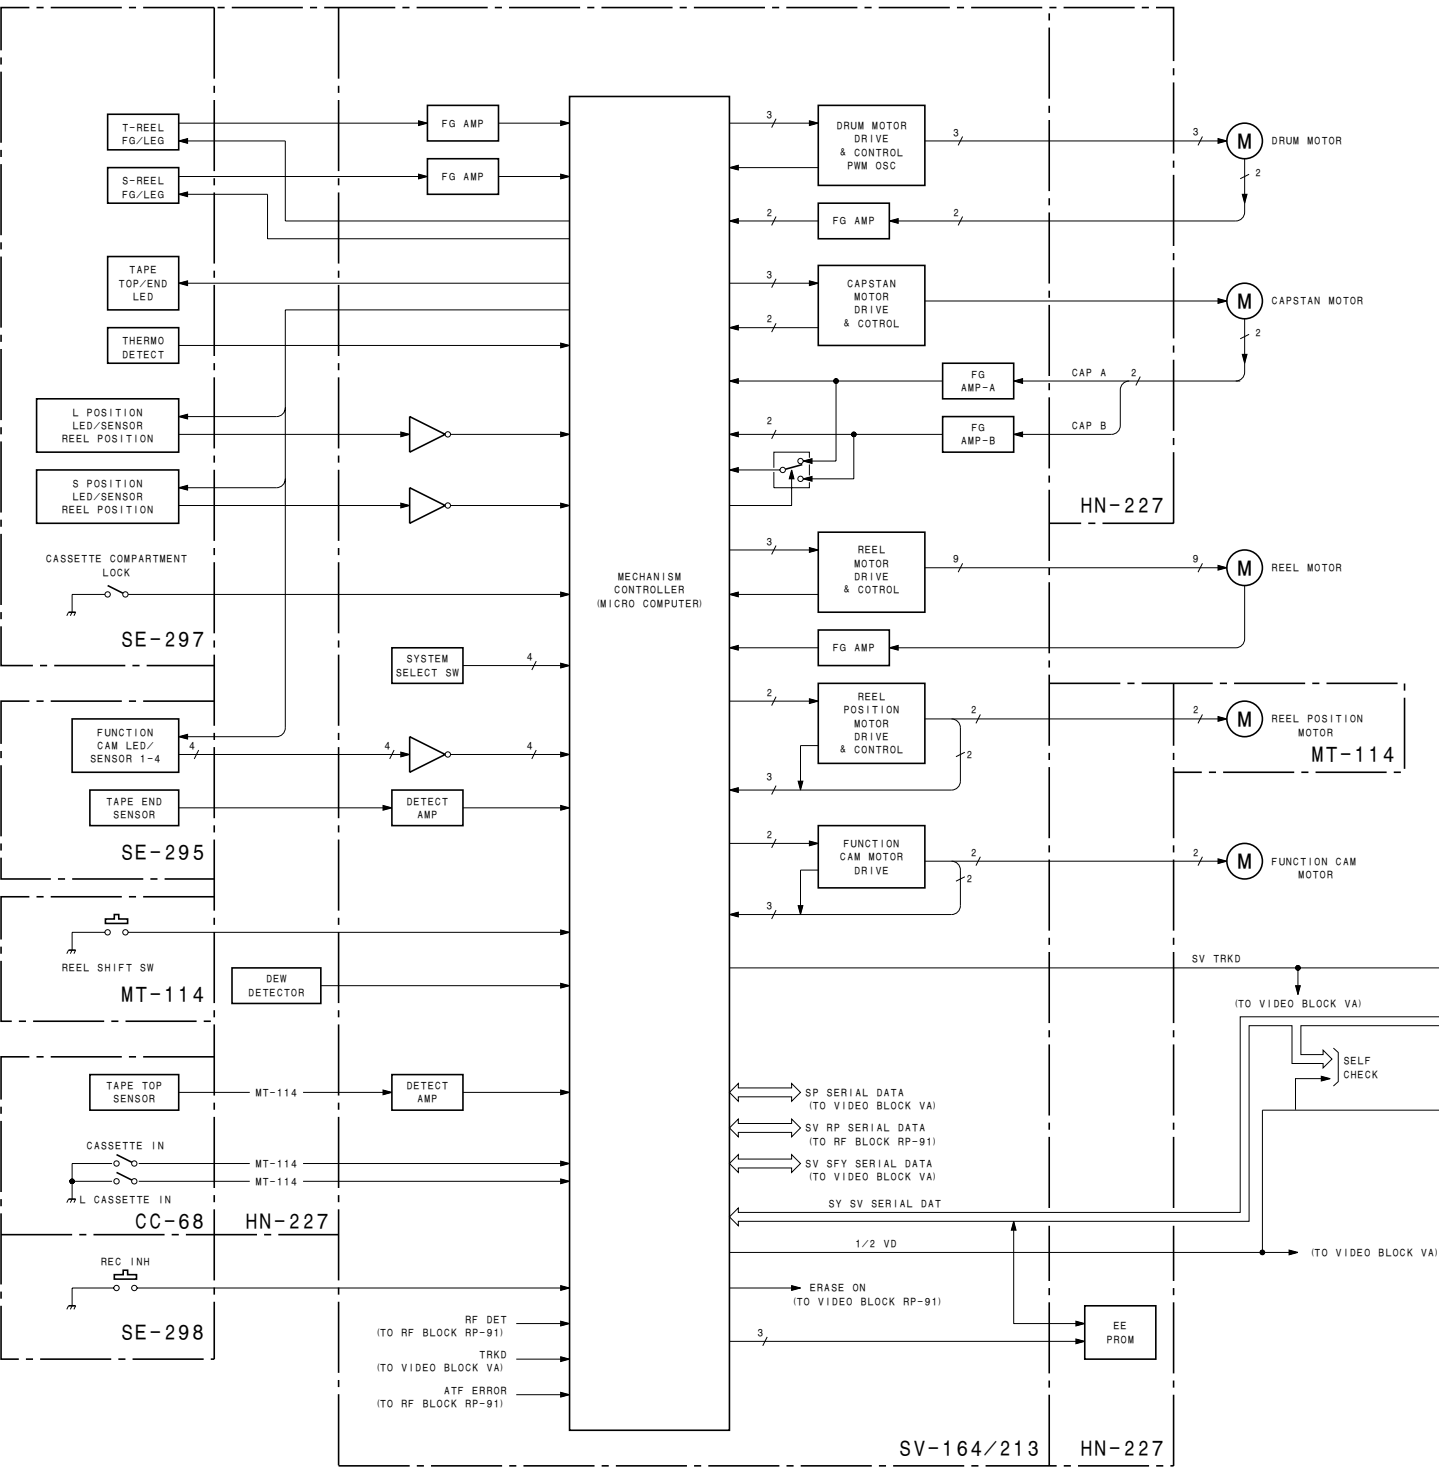 T-REEL
FG/LEG
S-REEL
FG/LEG
TAPE
TOP/END
LED
THERMO
DETECT
L POSITION
LED/SENSOR
REEL POSITION
S POSITION
LED/SENSOR
REEL POSITION
CASSETTE COMPARTMENT
LOCK
SE-297
FUNCTION
CAM LED/
SENSOR 1-4
4
4
4
TAPE END
SENSOR
SE-295
REEL SHIFT SW
MT-114
DEW
DETECTOR
TAPE TOP
SENSOR
MT-114
CASSETTE IN
MT-114
MT-114
L CASSETTE IN
CC-68
HN-227
REC INH
SE-298
FG AMP
FG AMP
SYSTEM
SELECT SW
4
DETECT
AMP
DETECT
AMP
RF DET
(TO RF BLOCK RP-91)
TRKD
(TO VIDEO BLOCK VA)
ATF ERROR
(TO RF BLOCK RP-91)
MECHANISM
CONTROLLER
(MICRO COMPUTER)
3
DRUM MOTOR
DRIVE
& CONTROL
PWM OSC
3
3
M
DRUM MOTOR
2
2
FG AMP
2
3
CAPSTAN
MOTOR
DRIVE
& COTROL
2
M
CAPSTAN MOTOR
2
FG
AMP-A
CAP A
2
2
FG
AMP-B
CAP B
HN-227
3
REEL
MOTOR
DRIVE
& COTROL
9
9
M
REEL MOTOR
FG AMP
2
REEL
POSITION
MOTOR
DRIVE
& CONTROL
2
2
M
REEL POSITION
MOTOR
MT-114
2
3
2
FUNCTION
CAM MOTOR
DRIVE
2
2
M
FUNCTION CAM
MOTOR
2
3
SV TRKD
(TO VIDEO BLOCK VA)
SELF
CHECK
SP SERIAL DATA
(TO VIDEO BLOCK VA)
SV RP SERIAL DATA
(TO RF BLOCK RP-91)
SV SFY SERIAL DATA
(TO VIDEO BLOCK VA)
SY SV SERIAL DAT
1/2 VD
(TO VIDEO BLOCK VA)
ERASE ON
(TO VIDEO BLOCK RP-91)
3
EE
PROM
SV-164/213
HN-227